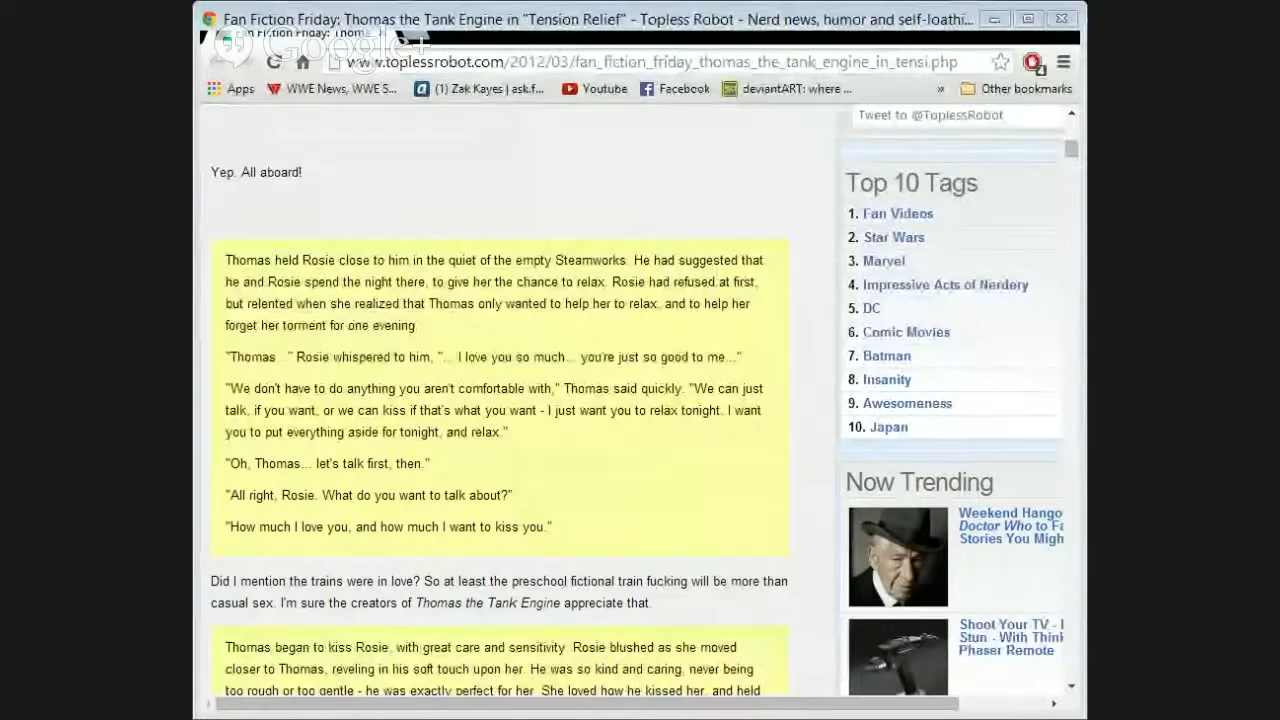 Fan Fiction Friday: Thomas the Tank Engine in "Tension Relief" - Topless Robot - Nerd news, humor and self-loathi...
Fan Fiction Friday: Thomas
Google+
www.toplessrobot.com/2012/03/fan_fiction_friday_thomas_the_tank_engine_in_tensi.php
4
Apps
WWE News, WWE S...
(1) Zak Kayes | ask.f...
Youtube
Facebook
deviantART: where ...
»
Other bookmarks
Yep. All aboard!
Thomas held Rosie close to him in the quiet of the empty Steamworks. He had suggested that
he and Rosie spend the night there, to give her the chance to relax. Rosie had refused at first,
but relented when she realized that Thomas only wanted to help her to relax, and to help her
forget her torment for one evening.
"Thomas..." Rosie whispered to him, "... I love you so much... you're just so good to me..."
"We don't have to do anything you aren't comfortable with," Thomas said quickly. "We can just
talk, if you want, or we can kiss if that's what you want - I just want you to relax tonight. I want
you to put everything aside for tonight, and relax."
"Oh, Thomas... let's talk first, then."
"All right, Rosie. What do you want to talk about?"
"How much I love you, and how much I want to kiss you."
Did I mention the trains were in love? So at least the preschool fictional train fucking will be more than
casual sex. I'm sure the creators of Thomas the Tank Engine appreciate that.
Thomas began to kiss Rosie, with great care and sensitivity. Rosie blushed as she moved
closer to Thomas, reveling in his soft touch upon her. He was so kind and caring, never being
too rough or too gentle - he was exactly perfect for her. She loved how he kissed her, and held
Tweet to @ToplessRobot
Top 10 Tags
1. Fan Videos
2. Star Wars
3. Marvel
4. Impressive Acts of Nerdery
5. DC
6. Comic Movies
7. Batman
8. Insanity
9. Awesomeness
10. Japan
Now Trending
Weekend Hango
Doctor Who to Fa
Stories You Migh
Shoot Your TV - 
Stun - With Think
Phaser Remote